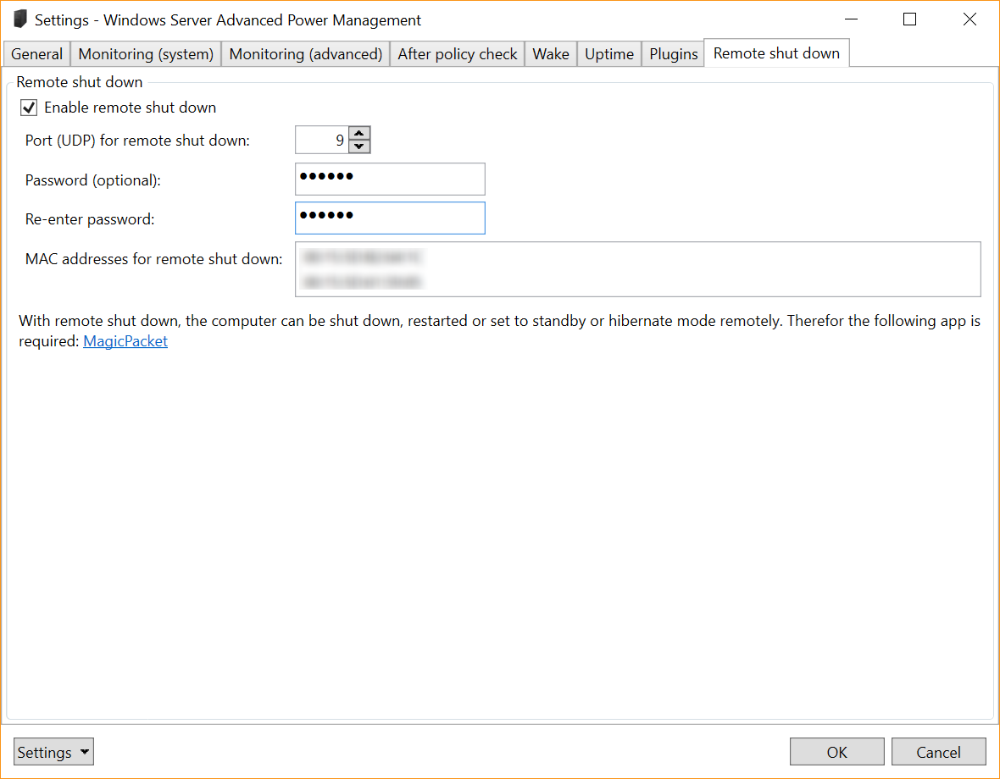 Settings - Windows Server Advanced Power Management
General Monitoring (system) Monitoring (advanced) After policy check Wake Uptime Plugins Remote shut down
Remote shut down
Enable remote shut down
Port (UDP) for remote shut down: 9
Password (optional): ●●●●●●
Re-enter password: ●●●●●●
MAC addresses for remote shut down:
With remote shut down, the computer can be shut down, restarted or set to standby or hibernate mode remotely. Therefor the following app is
required: MagicPacket
Settings OK Cancel